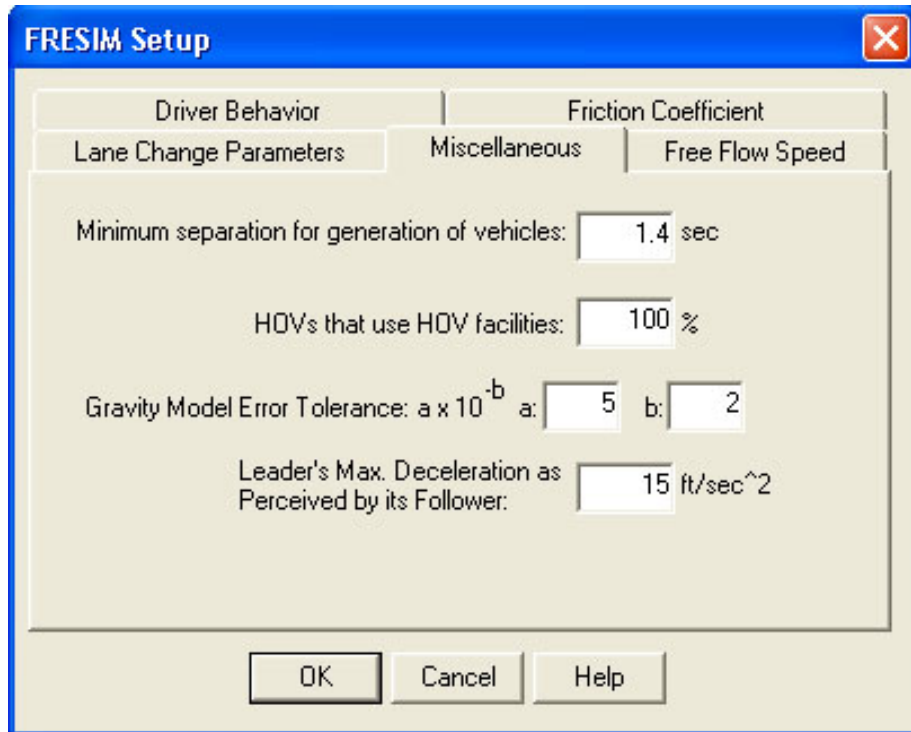 FRESIM Setup
Driver Behavior Friction Coefficient
Lane Change Parameters Miscellaneous Free Flow Speed
Minimum separation for generation of vehicles: 1.4 sec
HOVs that use HOV facilities: 100 %
Gravity Model Error Tolerance: a x 10^-b a: 5 b: 2
Leader's Max. Deceleration as
Perceived by its Follower: 15 ft/sec^2
OK Cancel Help